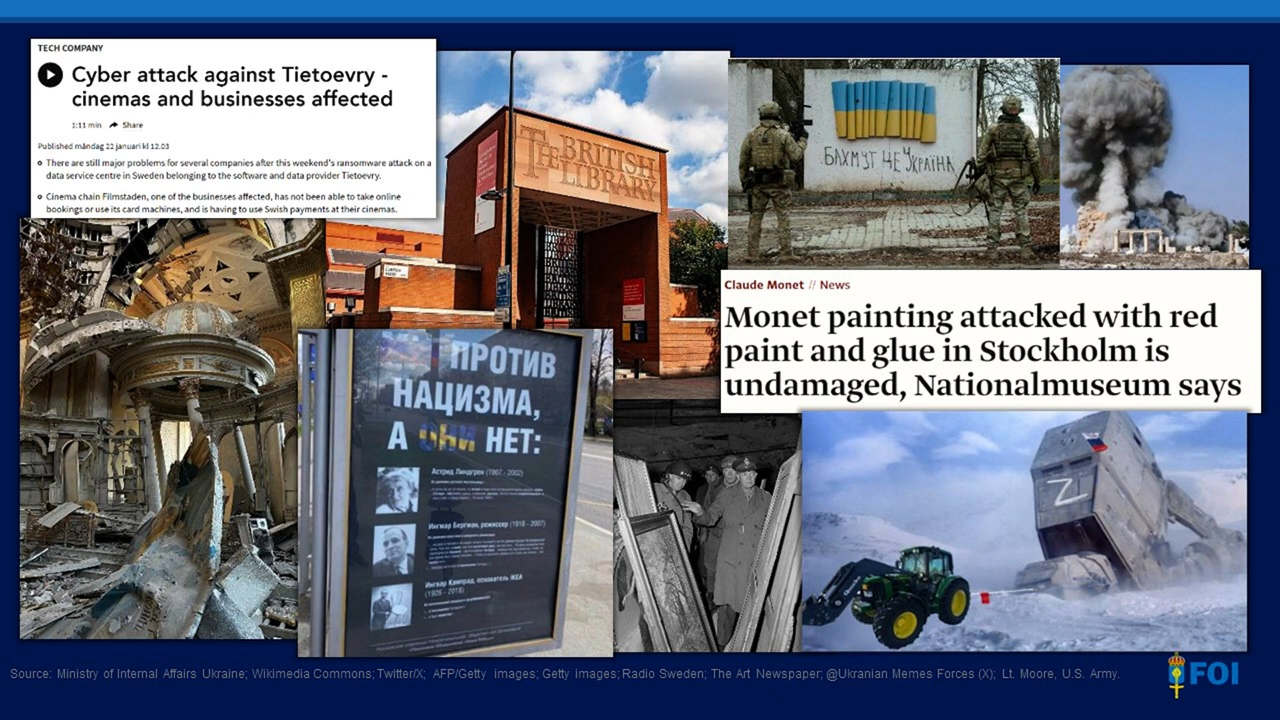 TECH COMPANY
Cyber attack against Tietoevry -
cinemas and businesses affected
1:11 min Share
Published måndag 22 januari kl 12.03
There are still major problems for several companies after this weekend's ransomware attack on a
data service centre in Sweden belonging to the software and data provider Tietoevry.
Cinema chain Filmstaden, one of the businesses affected, has not been able to take online
bookings or use its card machines, and is having to use Swish payments at their cinemas.
THE BRITISH
LIBRARY
БАХМУТ ЦЕ УКРАЇНА
Claude Monet // News
Monet painting attacked with red
paint and glue in Stockholm is
undamaged, Nationalmuseum says
ПРОТИВ
НАЦИЗМА,
А ОНИ НЕТ:
Астрид Линдгрен (1907 - 2002)
Ингмар Бергман, режиссер (1918 - 2007)
Ингвар Кампрад, основатель IKEA
(1926 - 2018)
Z
Source: Ministry of Internal Affairs Ukraine; Wikimedia Commons; Twitter/X; AFP/Getty images; Getty images; Radio Sweden; The Art Newspaper; @Ukranian Memes Forces (X); Lt. Moore, U.S. Army.
FOI